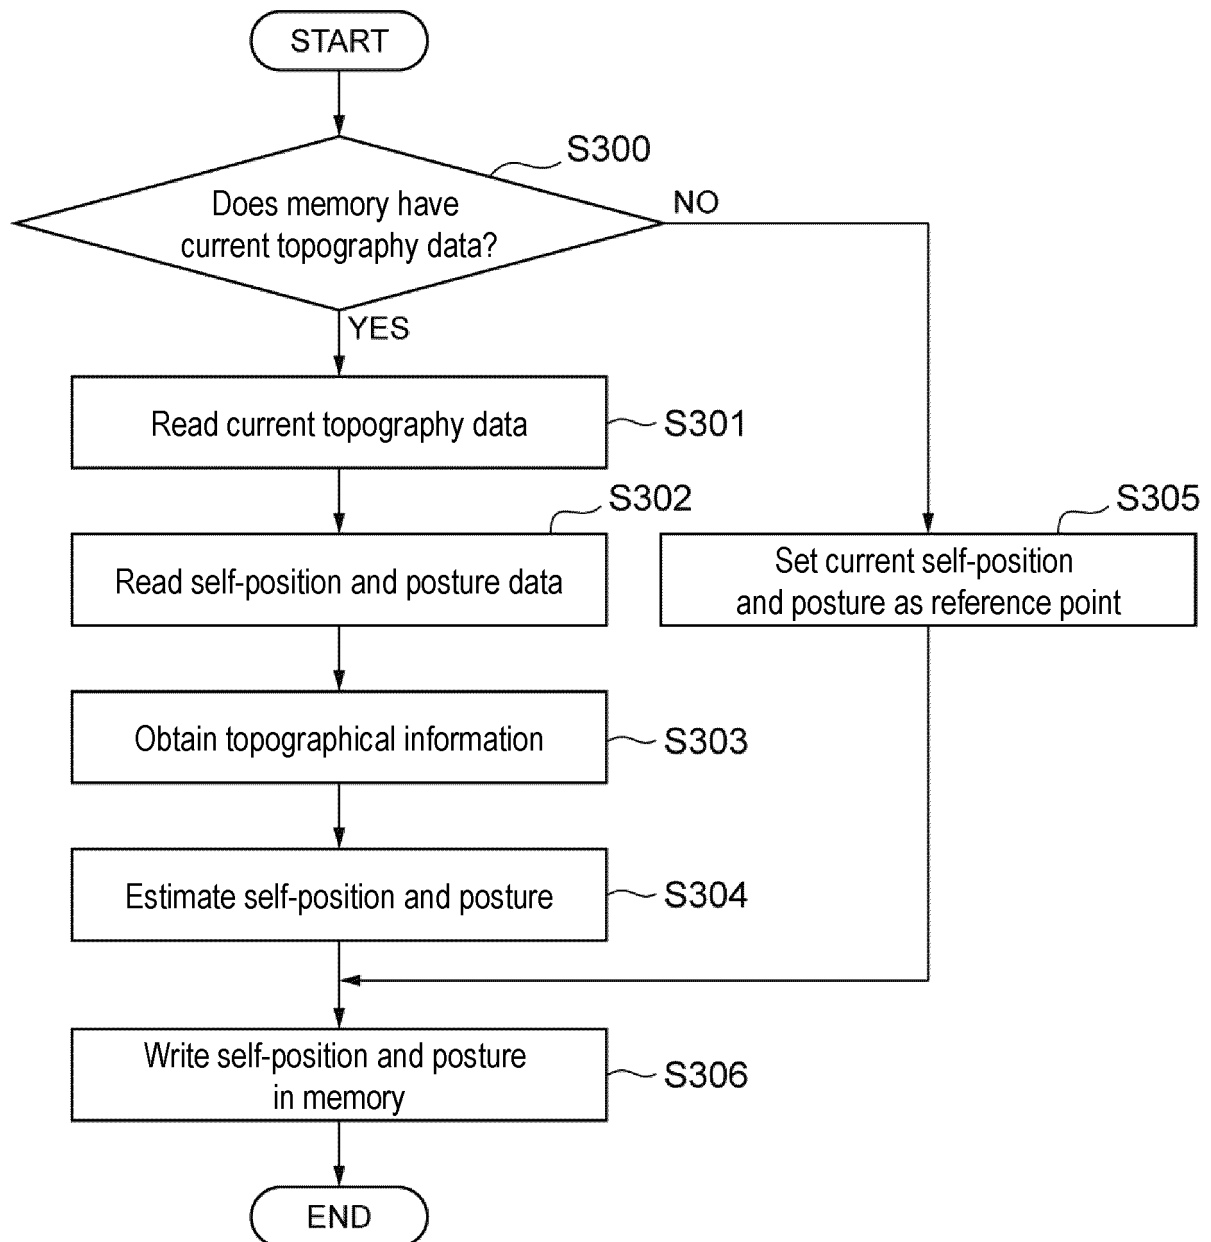 START
S300
Does memory have
current topography data?
NO
YES
Read current topography data
S301
S302
Read self-position and posture data
S305
Set current self-position
and posture as reference point
Obtain topographical information
S303
Estimate self-position and posture
S304
Write self-position and posture
in memory
S306
END